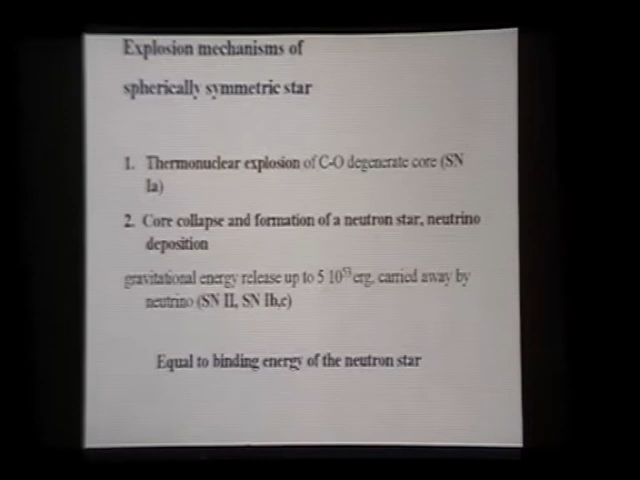 Explosion mechanisms of
spherically symmetric star
1. Thermonuclear explosion of C-O degenerate core (SN
Ia)
2. Core collapse and formation of a neutron star, neutrino
deposition
gravitational energy release up to 5 10⁵³ erg, carried away by
neutrino (SN II, SN Ib,c)
Equal to binding energy of the neutron star